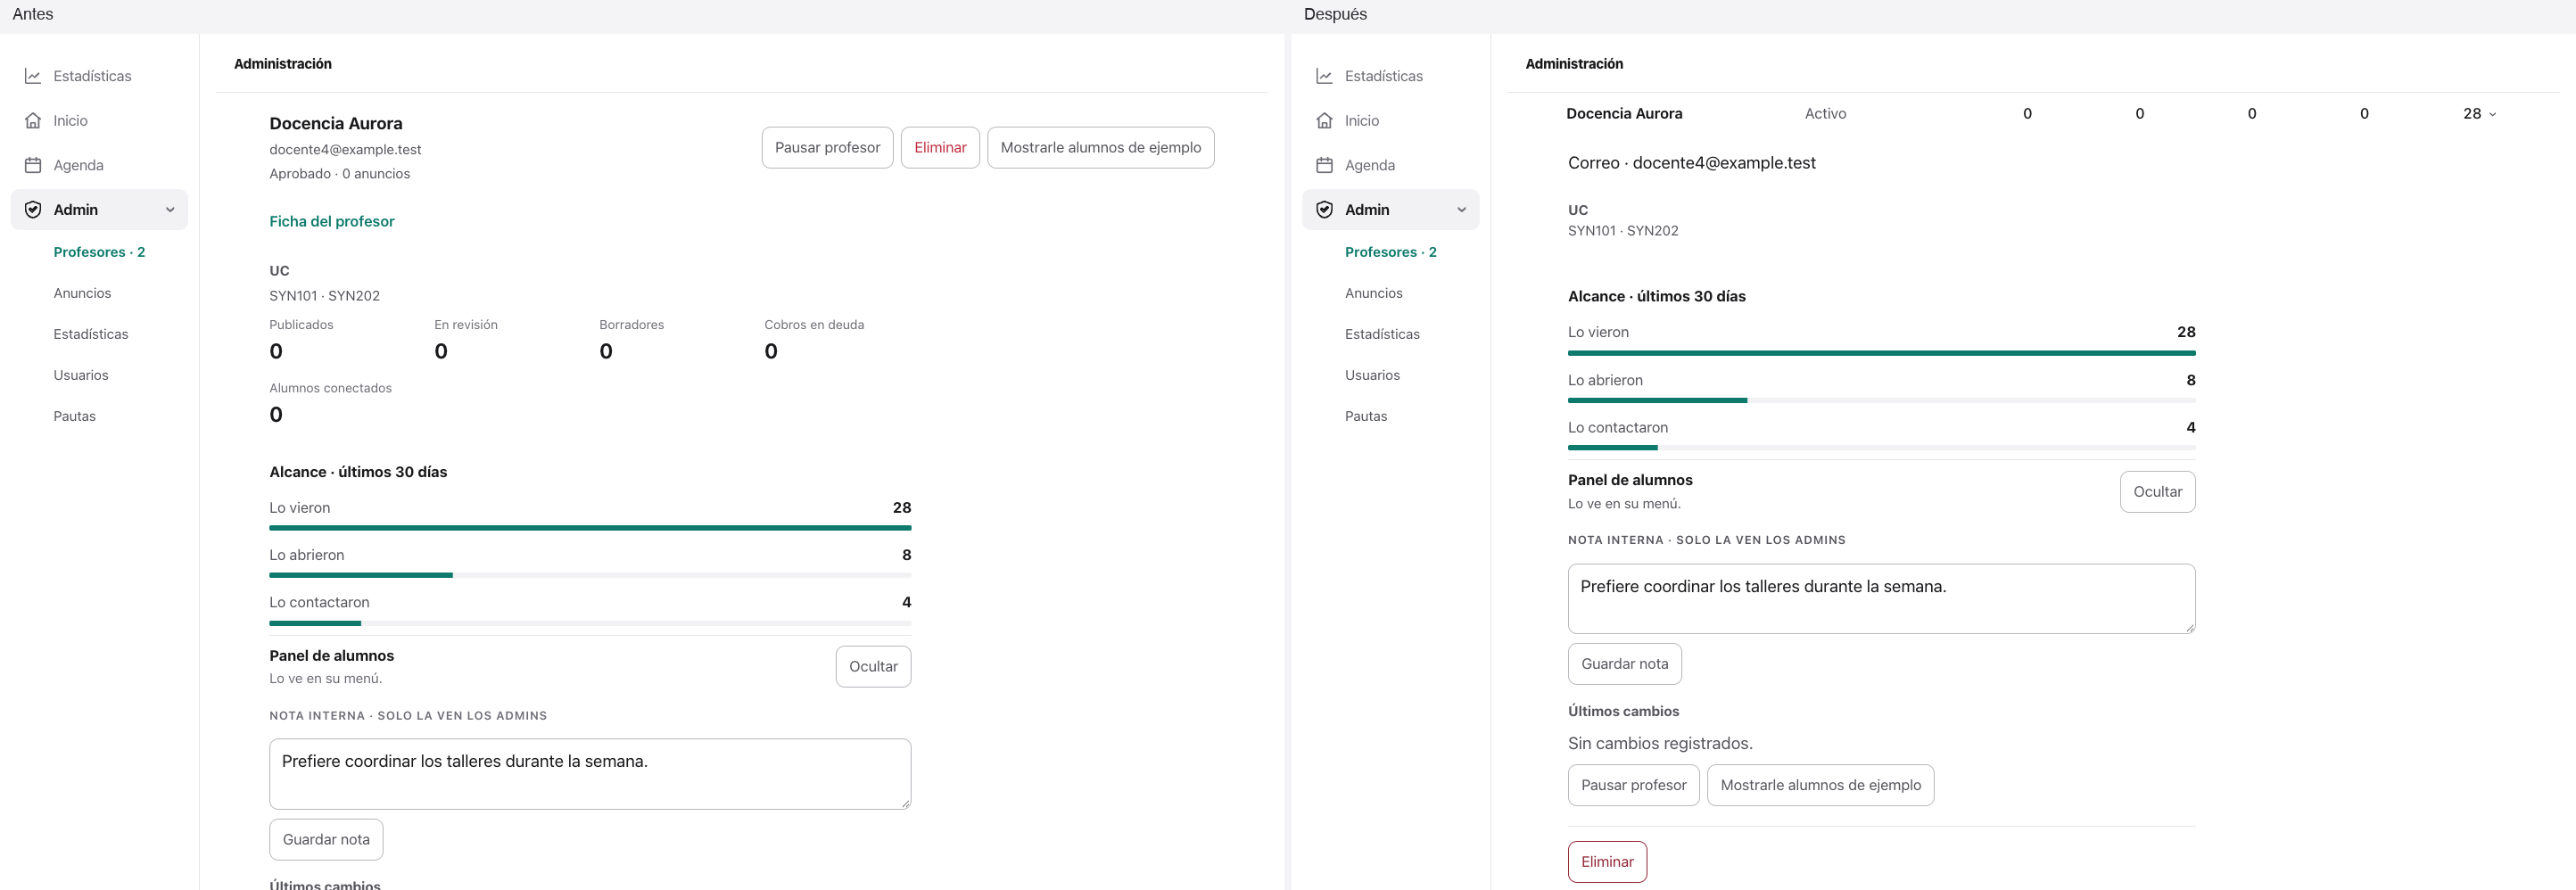 Antes
Estadísticas
Inicio
Agenda
Admin
Profesores · 2
Anuncios
Estadísticas
Usuarios
Pautas
Administración
Docencia Aurora
docente4@example.test
Aprobado · 0 anuncios
Pausar profesor
Eliminar
Mostrarle alumnos de ejemplo
Ficha del profesor
UC
SYN101 · SYN202
Publicados En revisión Borradores Cobros en deuda
0 0 0 0
Alumnos conectados
0
Alcance · últimos 30 días
Lo vieron 28
Lo abrieron 8
Lo contactaron 4
Panel de alumnos
Lo ve en su menú.
Ocultar
NOTA INTERNA · SOLO LA VEN LOS ADMINS
Prefiere coordinar los talleres durante la semana.
Guardar nota
Últimos cambios
Después
Estadísticas
Inicio
Agenda
Admin
Profesores · 2
Anuncios
Estadísticas
Usuarios
Pautas
Administración
Docencia Aurora Activo 0 0 0 0 28
Correo · docente4@example.test
UC
SYN101 · SYN202
Alcance · últimos 30 días
Lo vieron 28
Lo abrieron 8
Lo contactaron 4
Panel de alumnos
Lo ve en su menú.
Ocultar
NOTA INTERNA · SOLO LA VEN LOS ADMINS
Prefiere coordinar los talleres durante la semana.
Guardar nota
Últimos cambios
Sin cambios registrados.
Pausar profesor
Mostrarle alumnos de ejemplo
Eliminar